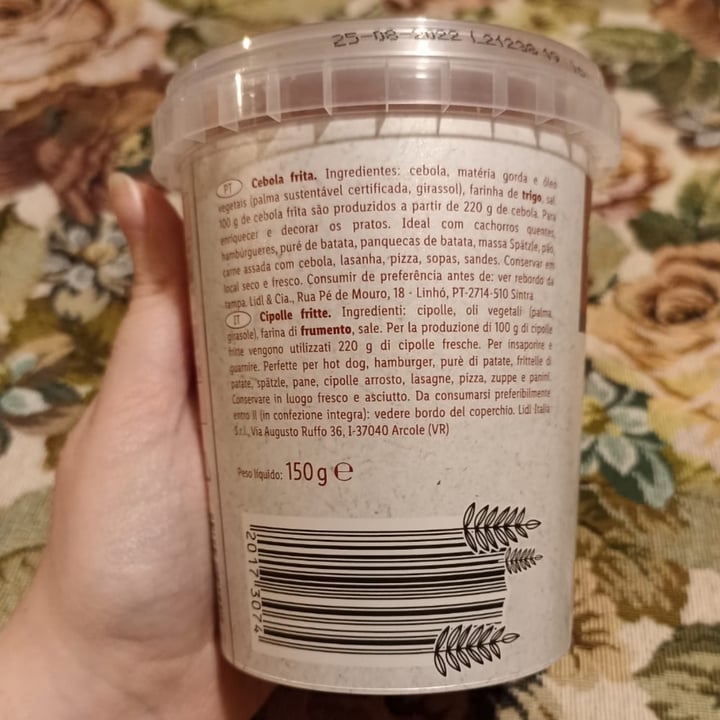 25-08-2022 L21238
PT Cebola frita. Ingredientes: cebola, matéria gorda e óleo
vegetais (palma sustentável certificada, girassol), farinha de trigo, sal.
100 g de cebola frita são produzidos a partir de 220 g de cebola. Para
enriquecer e decorar os pratos. Ideal com cachorros quentes,
hambúrgueres, puré de batata, panquecas de batata, massa Spätzle, pão,
carne assada com cebola, lasanha, pizza, sopas, sandes. Conservar em
local seco e fresco. Consumir de preferência antes de: ver rebordo da
tampa. Lidl & Cia., Rua Pé de Mouro, 18 - Linhó, PT-2714-510 Sintra
IT Cipolle fritte. Ingredienti: cipolle, oli vegetali (palma,
girasole), farina di frumento, sale. Per la produzione di 100 g di cipolle
fritte vengono utilizzati 220 g di cipolle fresche. Per insaporire e
guarnire. Perfette per hot dog, hamburger, purè di patate, frittelle di
patate, spätzle, pane, cipolle arrosto, lasagne, pizza, zuppe e panini.
Conservare in luogo fresco e asciutto. Da consumarsi preferibilmente
entro il (in confezione integra): vedere bordo del coperchio. Lidl Italia
S.r.l., Via Augusto Ruffo 36, I-37040 Arcole (VR)
Peso líquido: 150 g e
20173074